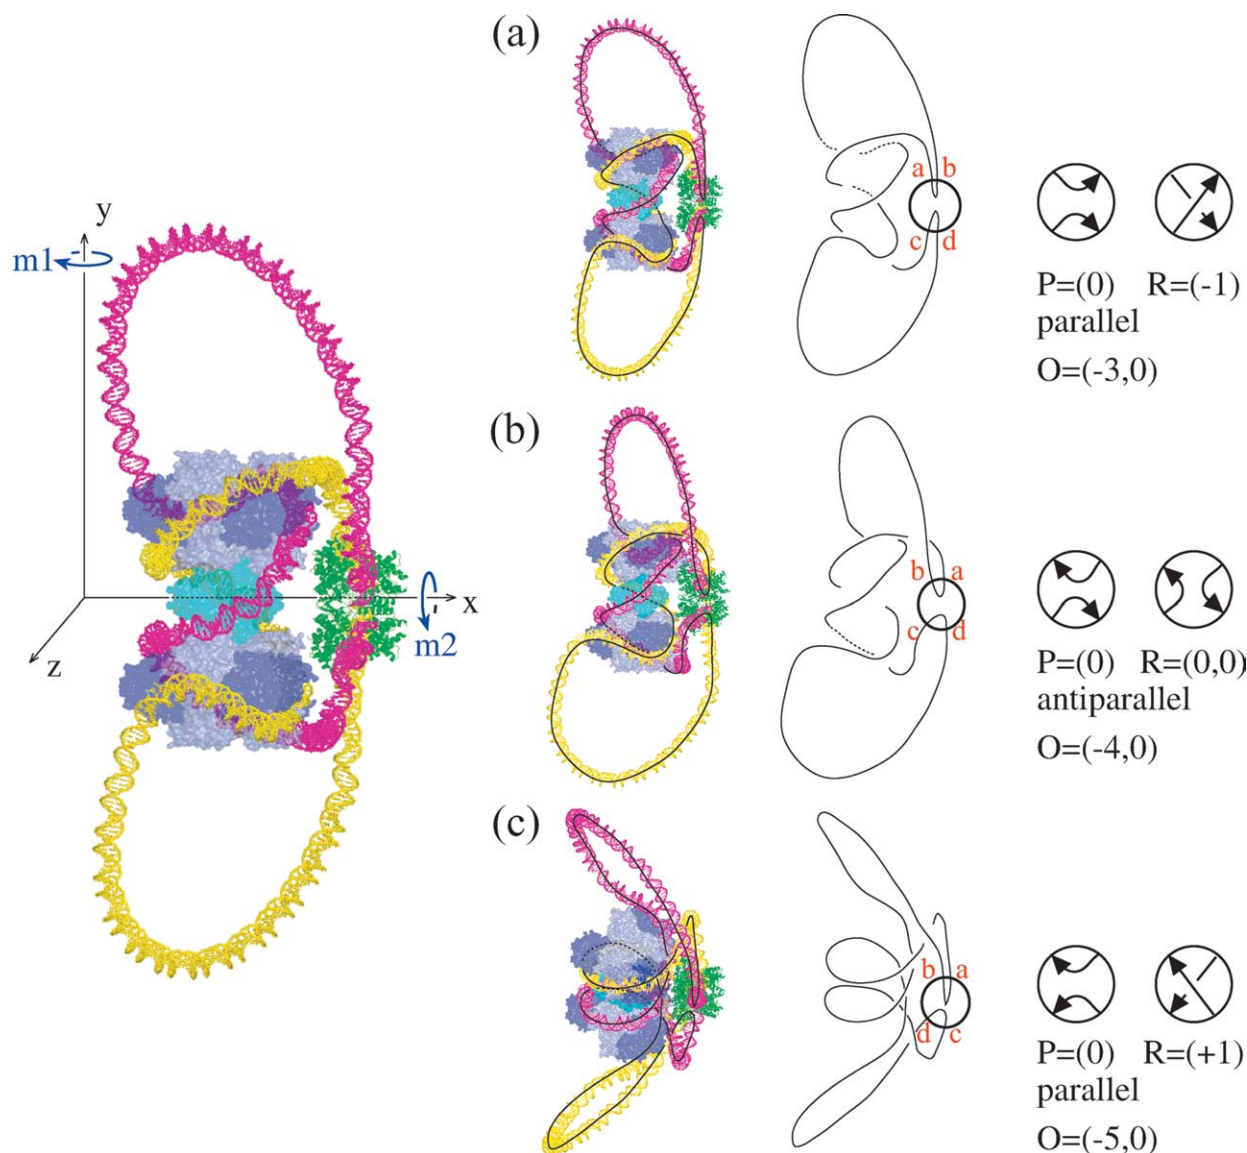 y
m1
x
m2
z
(a)
a b
c d
P=(0) R=(-1)
parallel
O=(-3,0)
(b)
b a
c d
P=(0) R=(0,0)
antiparallel
O=(-4,0)
(c)
b a
d c
P=(0) R=(+1)
parallel
O=(-5,0)